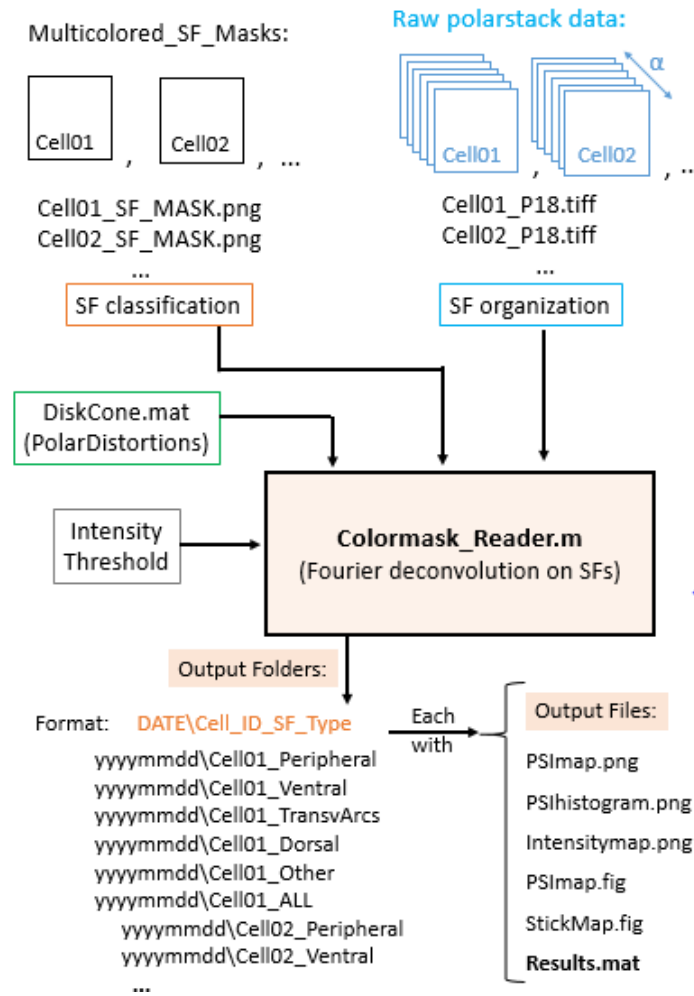 Multicolored_SF_Masks:
Cell01
,
Cell02
, ...
Cell01_SF_MASK.png
Cell02_SF_MASK.png
...
SF classification
Raw polarstack data:
α
Cell01
,
Cell02
, ..
Cell01_P18.tiff
Cell02_P18.tiff
...
SF organization
DiskCone.mat
(PolarDistortions)
Intensity
Threshold
Colormask_Reader.m
(Fourier deconvolution on SFs)
Output Folders:
Format: DATE\Cell_ID_SF_Type
yyyymmdd\Cell01_Peripheral
yyyymmdd\Cell01_Ventral
yyyymmdd\Cell01_TransvArcs
yyyymmdd\Cell01_Dorsal
yyyymmdd\Cell01_Other
yyyymmdd\Cell01_ALL
yyyymmdd\Cell02_Peripheral
yyyymmdd\Cell02_Ventral
...
Each
with
Output Files:
PSImap.png
PSIhistogram.png
Intensitymap.png
PSImap.fig
StickMap.fig
Results.mat